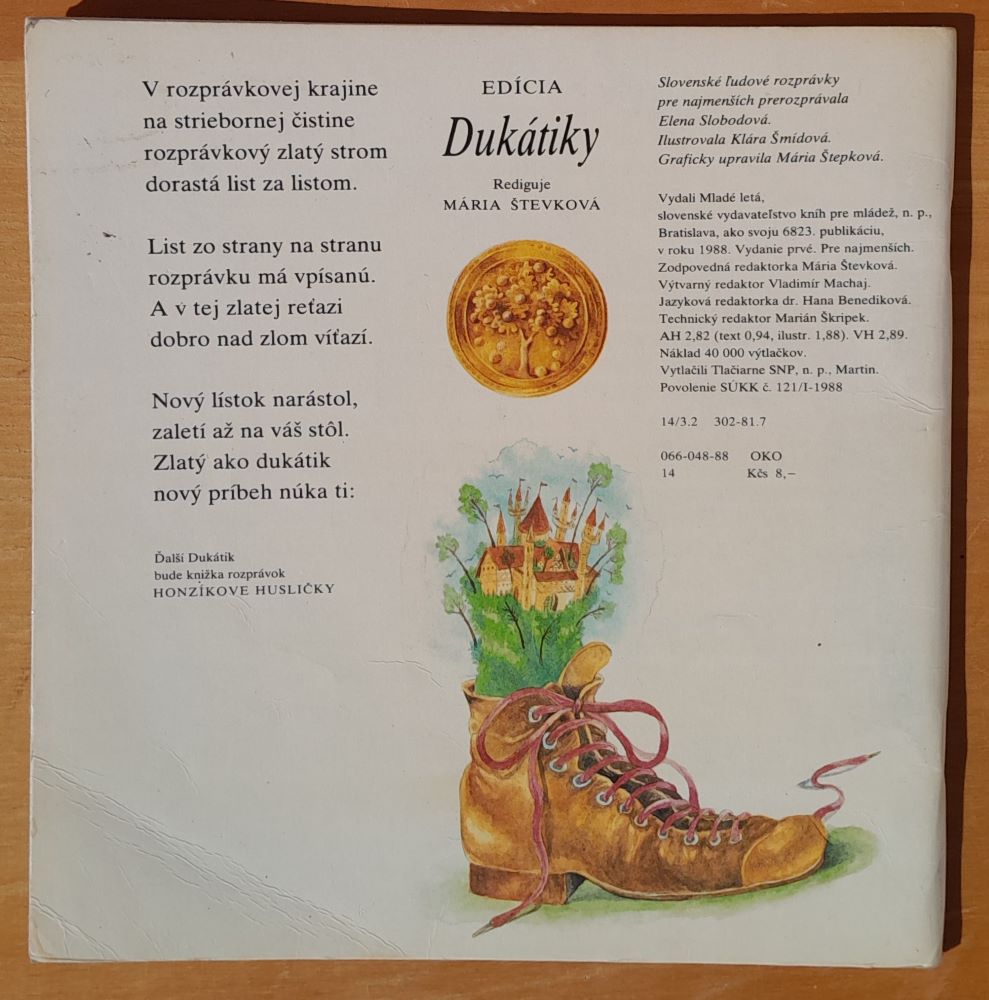 V rozprávkovej krajine
na striebornej čistine
rozprávkový zlatý strom
dorastá list za listom.
List zo strany na stranu
rozprávku má vpísanú.
A v tej zlatej reťazi
dobro nad zlom víťazí.
Nový lístok narástol,
zaletí až na váš stôl.
Zlatý ako dukátik
nový príbeh núka ti:
Ďalší Dukátik
bude knižka rozprávok
HONZÍKOVE HUSLIČKY
EDÍCIA
Dukátiky
Rediguje
MÁRIA ŠTEVKOVÁ
Slovenské ľudové rozprávky
pre najmenších prerozprávala
Elena Slobodová.
Ilustrovala Klára Šmídová.
Graficky upravila Mária Štepková.
Vydali Mladé letá,
slovenské vydavateľstvo kníh pre mládež, n. p.,
Bratislava, ako svoju 6823. publikáciu,
v roku 1988. Vydanie prvé. Pre najmenších.
Zodpovedná redaktorka Mária Števková.
Výtvarný redaktor Vladimír Machaj.
Jazyková redaktorka dr. Hana Benediková.
Technický redaktor Marián Škripek.
AH 2,82 (text 0,94, ilustr. 1,88). VH 2,89.
Náklad 40 000 výtlačkov.
Vytlačili Tlačiarne SNP, n. p., Martin.
Povolenie SÚKK č. 121/I-1988
14/3.2 302-81.7
066-048-88 OKO
14 Kčs 8,–